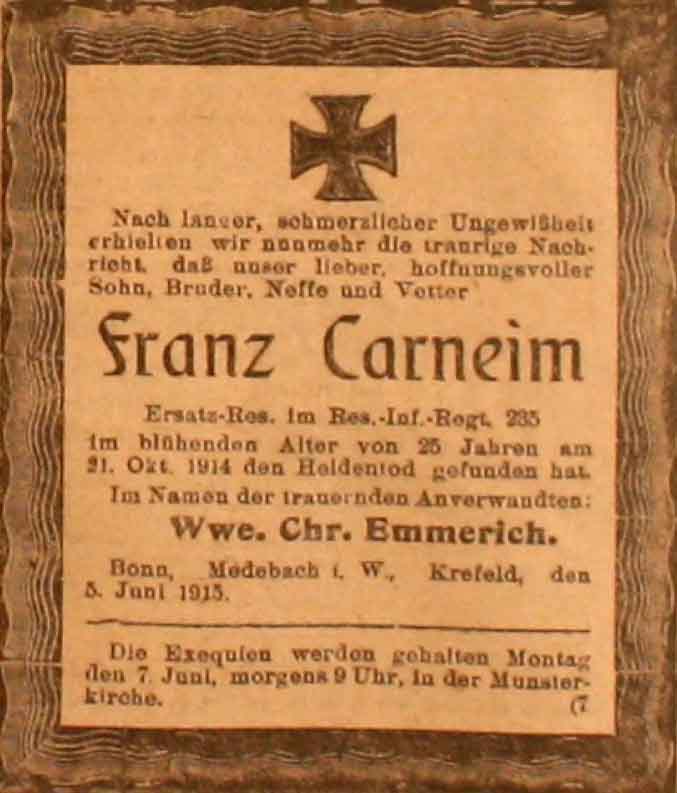 Nach langer, schmerzlicher Ungewißheit
erhielten wir nunmehr die traurige Nach-
richt, daß unser lieber, hoffnungsvoller
Sohn, Bruder, Neffe und Vetter
Franz Carneim
Ersatz-Res. im Res.-Inf.-Regt. 235
im blühenden Alter von 25 Jahren am
21. Okt. 1914 den Heldentod gefunden hat.
Im Namen der trauernden Anverwandten:
Wwe. Chr. Emmerich.
Bonn, Medebach i. W., Krefeld, den
5. Juni 1915.
Die Exequien werden gehalten Montag
den 7. Juni, morgens 9 Uhr, in der Munster-
kirche. (7